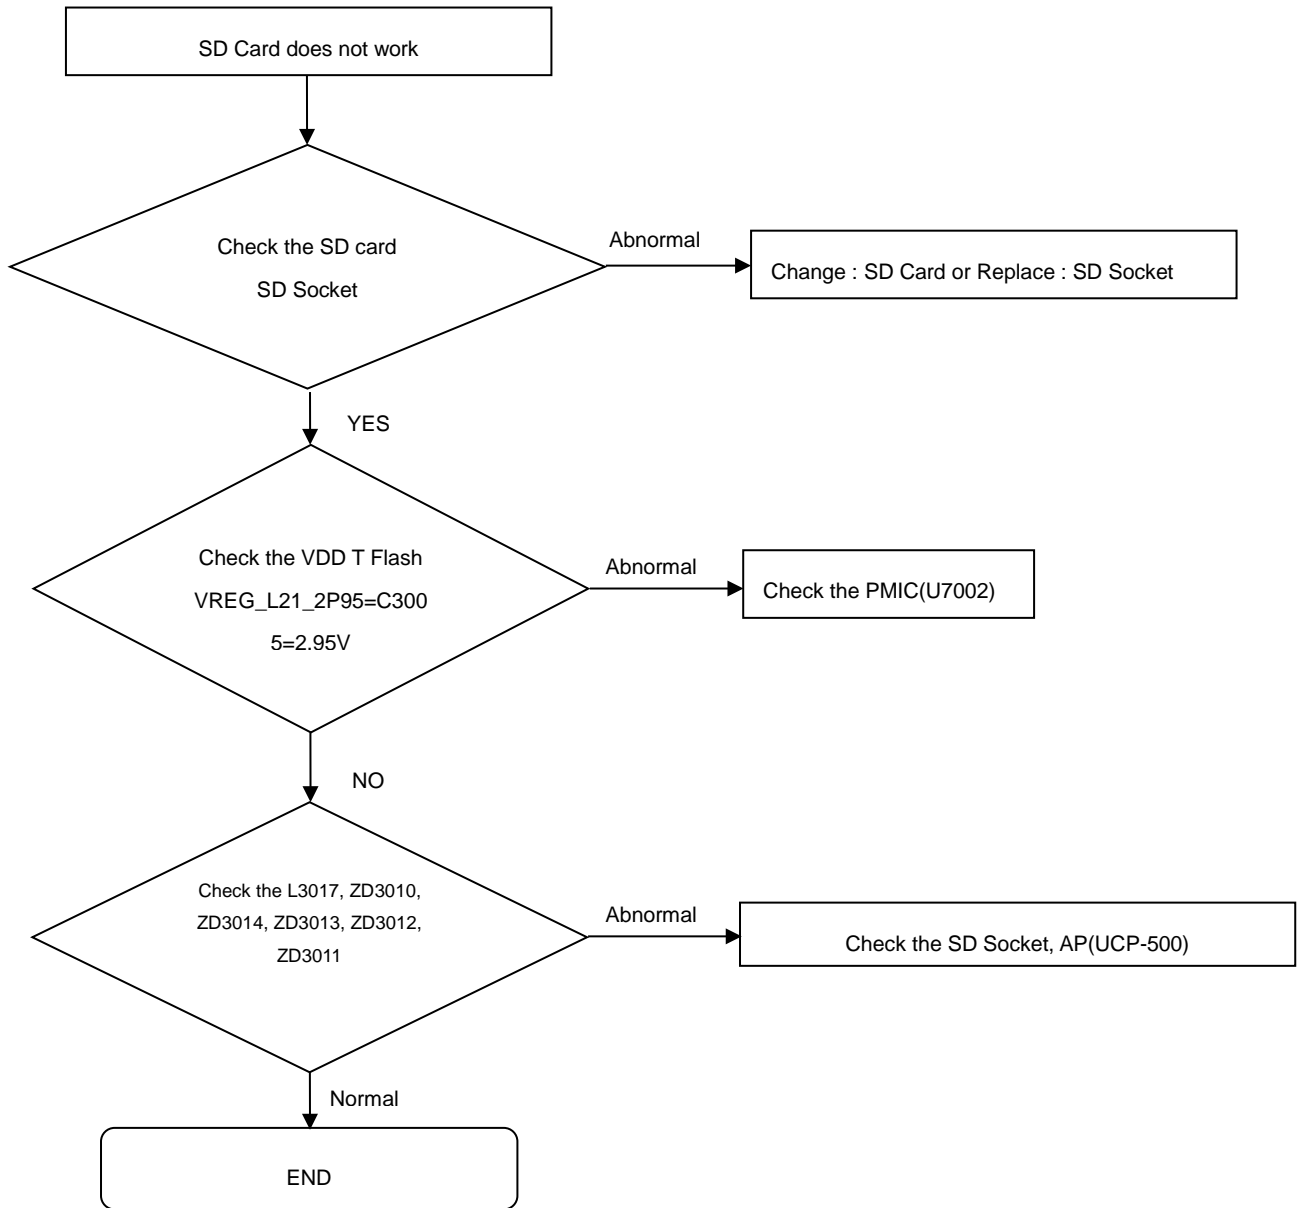 SD Card does not work
Check the SD card
SD Socket
Abnormal
Change : SD Card or Replace : SD Socket
YES
Check the VDD T Flash
VREG_L21_2P95=C300
5=2.95V
Abnormal
Check the PMIC(U7002)
NO
Check the L3017, ZD3010,
ZD3014, ZD3013, ZD3012,
ZD3011
Abnormal
Check the SD Socket, AP(UCP-500)
Normal
END